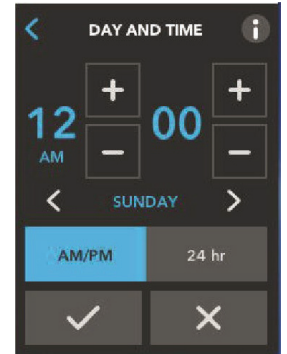 DAY AND TIME i
+ +
12 00
AM - -
< SUNDAY >
AM/PM 24 hr